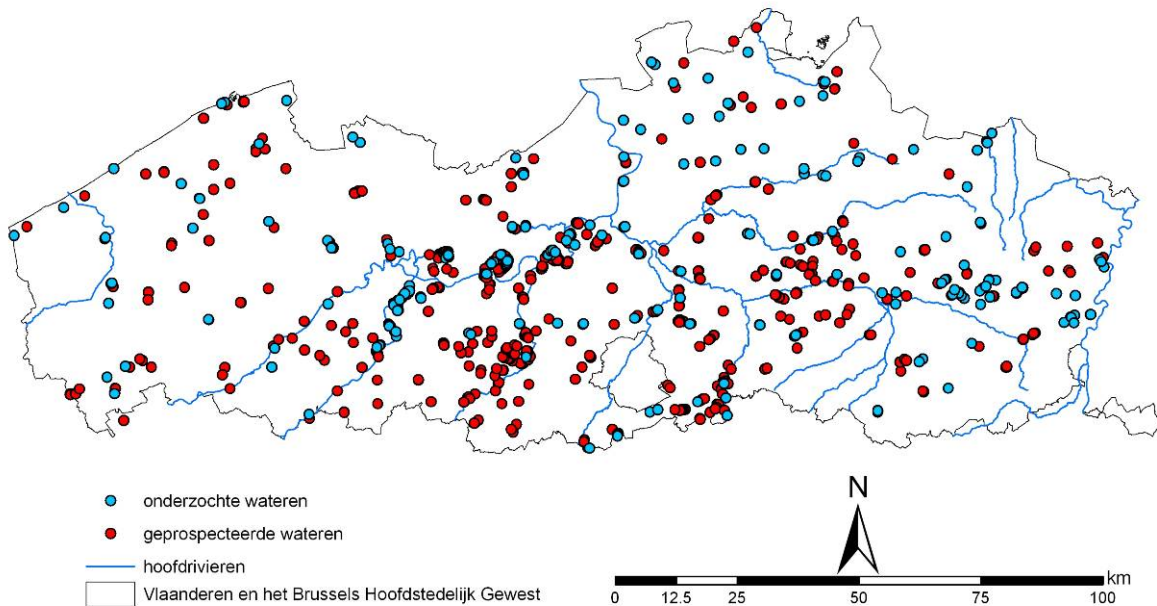 onderzochte wateren
geprospecteerde wateren
hoofdrivieren
Vlaanderen en het Brussels Hoofdstedelijk Gewest
N
km
0 12.5 25 50 75 100